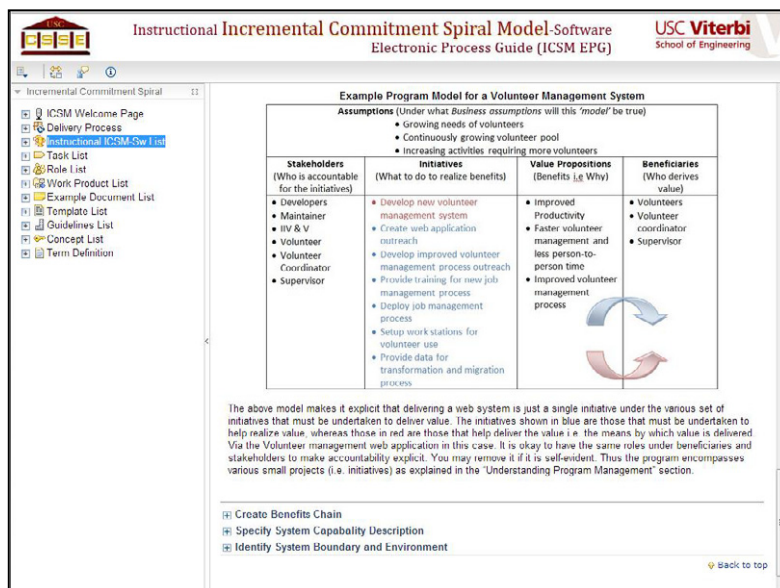 USC
CSSE
Instructional Incremental Commitment Spiral Model-Software
Electronic Process Guide (ICSM EPG)
USC Viterbi
School of Engineering
Incremental Commitment Spiral
ICSM Welcome Page
Delivery Process
Instructional ICSM-Sw List
Task List
Role List
Work Product List
Example Document List
Template List
Guidelines List
Concept List
Term Definition
Example Program Model for a Volunteer Management System
Assumptions (Under what Business assumptions will this 'model' be true)
• Growing needs of volunteers
• Continuously growing volunteer pool
• Increasing activities requiring more volunteers
Stakeholders
(Who is accountable
for the initiatives)
• Developers
• Maintainer
• IIV & V
• Volunteer
• Volunteer
Coordinator
• Supervisor
Initiatives
(What to do to realize benefits)
• Develop new volunteer
management system
• Create web application
outreach
• Develop improved volunteer
management process outreach
• Provide training for new job
management process
• Deploy job management
process
• Setup work stations for
volunteer use
• Provide data for
transformation and migration
process
Value Propositions
(Benefits i.e Why)
• Improved
Productivity
• Faster volunteer
management and
less person-to-
person time
• Improved volunteer
management
process
Beneficiaries
(Who derives
value)
• Volunteers
• Volunteer
coordinator
• Supervisor
The above model makes it explicit that delivering a web system is just a single initiative under the various set of
initiatives that must be undertaken to deliver value. The initiatives shown in blue are those that must be undertaken to
help realize value, whereas those in red are those that help deliver the value i.e. the means by which value is delivered.
Via the Volunteer management web application in this case. It is okay to have the same roles under beneficiaries and
stakeholders to make accountability explicit. You may remove it if it is self-evident. Thus the program encompasses
various small projects (i.e. initiatives) as explained in the "Understanding Program Management" section.
Create Benefits Chain
Specify System Capability Description
Identify System Boundary and Environment
Back to top